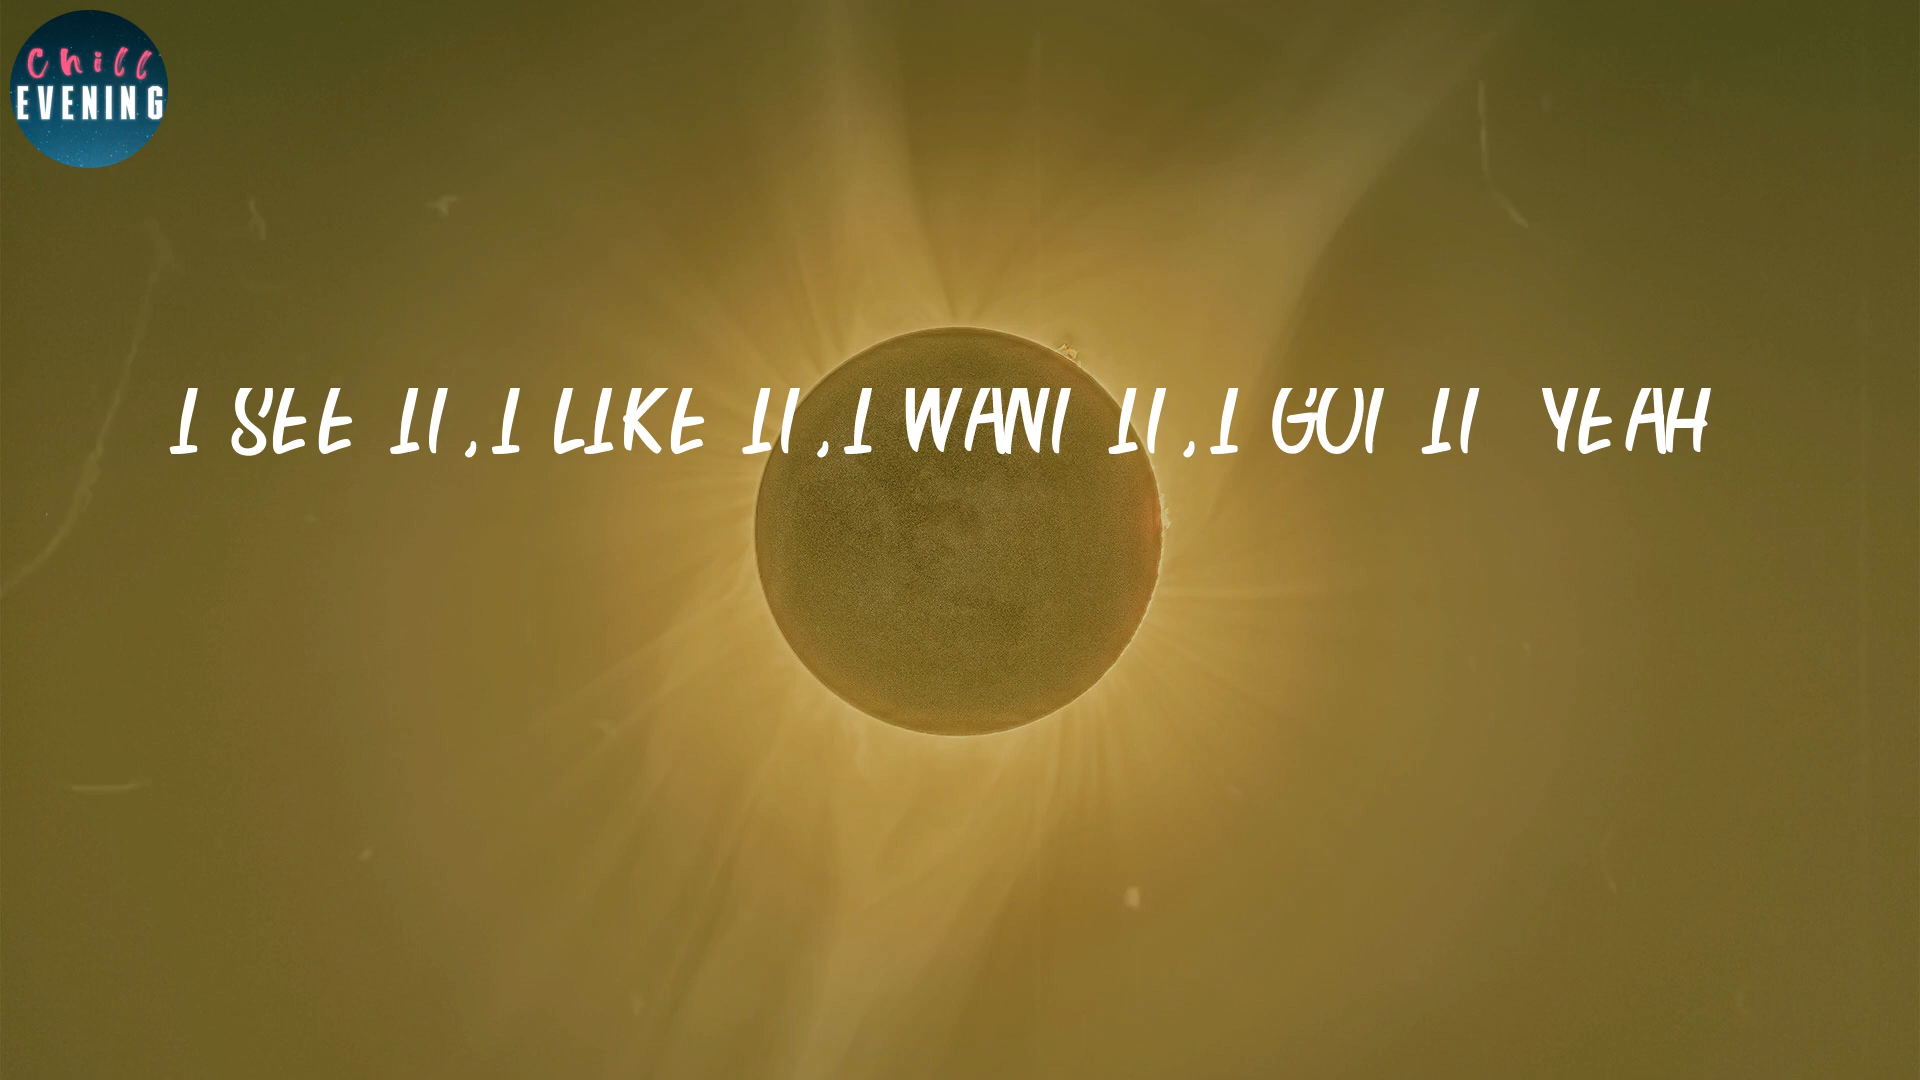 Chill
EVENING
I SEE IT, I LIKE IT, I WANT IT, I GOT IT YEAH